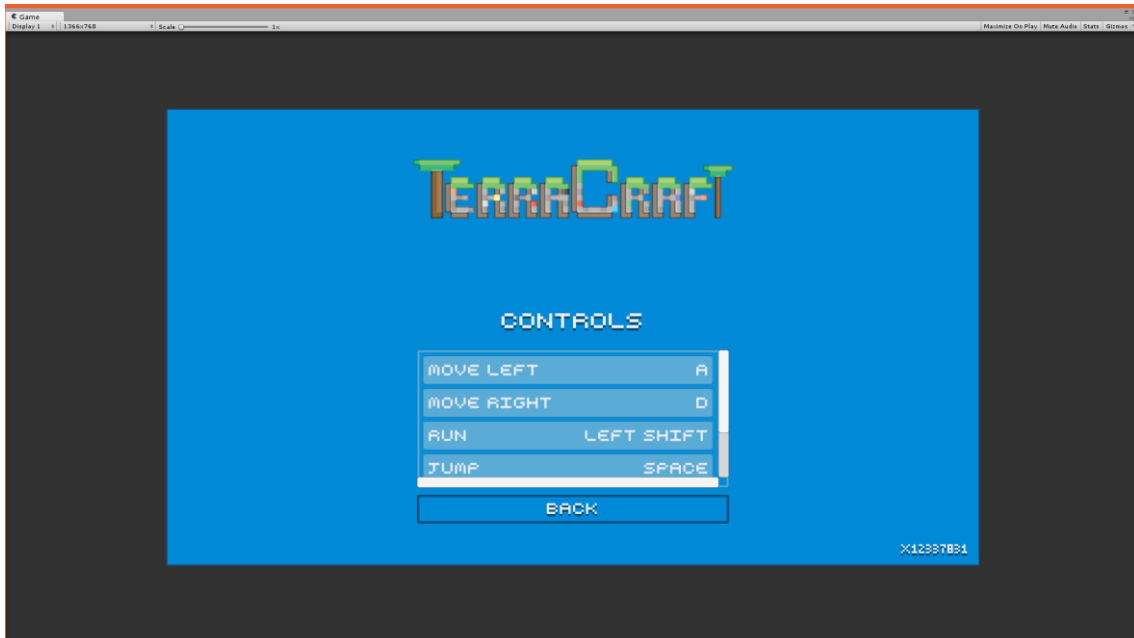 Game
Display 1 1366x768 Scale 1x Maximize On Play Mute Audio Stats Gizmos
TERRACRAFT
CONTROLS
MOVE LEFT A
MOVE RIGHT D
RUN LEFT SHIFT
JUMP SPACE
BACK
X12337831